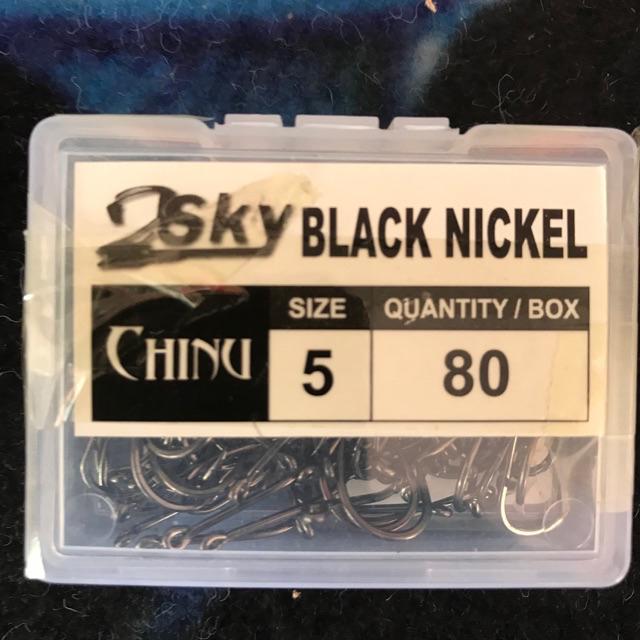 2Sky BLACK NICKEL
CHINU
SIZE QUANTITY / BOX
5 80